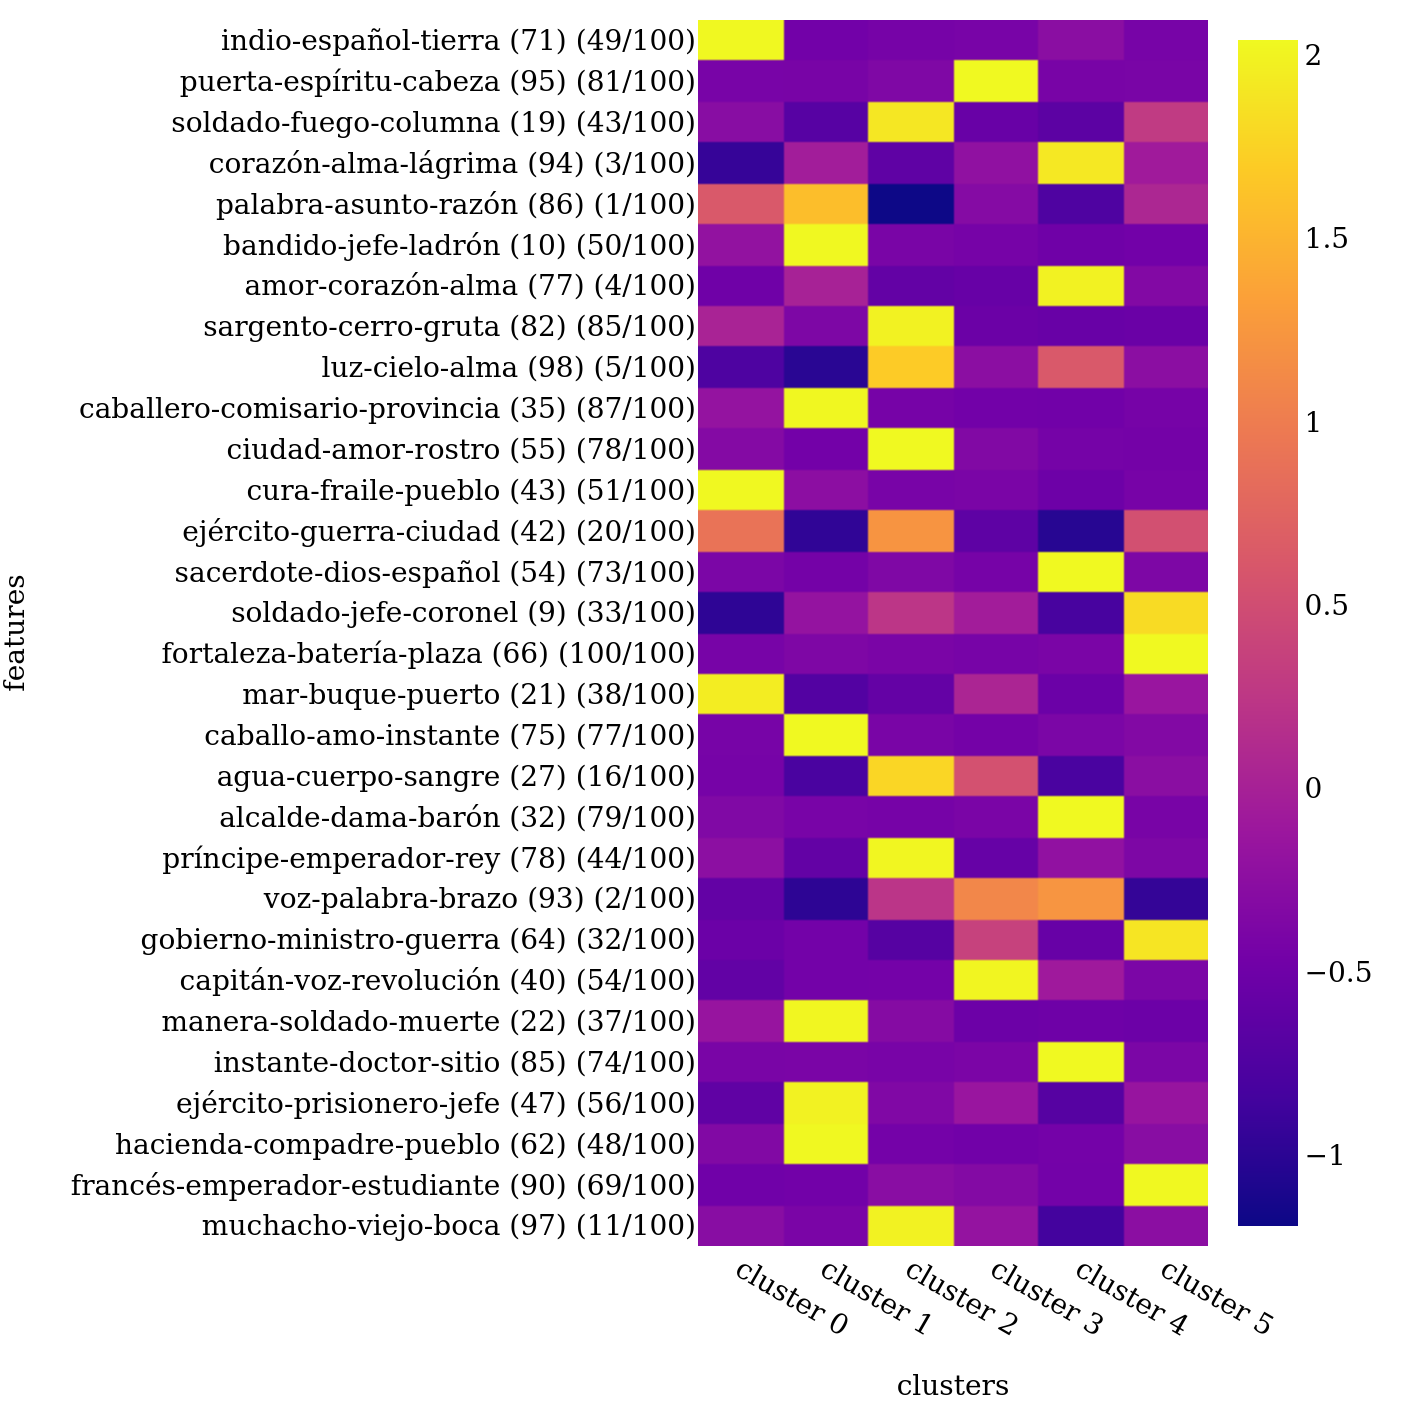 indio-español-tierra (71) (49/100)
puerta-espíritu-cabeza (95) (81/100)
soldado-fuego-columna (19) (43/100)
corazón-alma-lágrima (94) (3/100)
palabra-asunto-razón (86) (1/100)
bandido-jefe-ladrón (10) (50/100)
amor-corazón-alma (77) (4/100)
sargento-cerro-gruta (82) (85/100)
luz-cielo-alma (98) (5/100)
caballero-comisario-provincia (35) (87/100)
ciudad-amor-rostro (55) (78/100)
cura-fraile-pueblo (43) (51/100)
ejército-guerra-ciudad (42) (20/100)
sacerdote-dios-español (54) (73/100)
soldado-jefe-coronel (9) (33/100)
fortaleza-batería-plaza (66) (100/100)
mar-buque-puerto (21) (38/100)
caballo-amo-instante (75) (77/100)
agua-cuerpo-sangre (27) (16/100)
alcalde-dama-barón (32) (79/100)
príncipe-emperador-rey (78) (44/100)
voz-palabra-brazo (93) (2/100)
gobierno-ministro-guerra (64) (32/100)
capitán-voz-revolución (40) (54/100)
manera-soldado-muerte (22) (37/100)
instante-doctor-sitio (85) (74/100)
ejército-prisionero-jefe (47) (56/100)
hacienda-compadre-pueblo (62) (48/100)
francés-emperador-estudiante (90) (69/100)
muchacho-viejo-boca (97) (11/100)
features
cluster 0
cluster 1
cluster 2
cluster 3
cluster 4
cluster 5
clusters
2
1.5
1
0.5
0
−0.5
−1